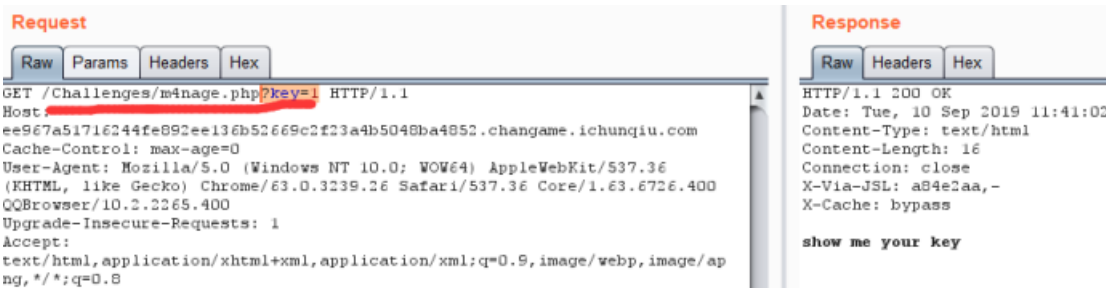 Request
Raw Params Headers Hex
GET /Challenges/m4nage.php?key=1 HTTP/1.1
Host:
ee967a51716244fe892ee136b52669c2f23a4b5048ba4852.changame.ichunqiu.com
Cache-Control: max-age=0
User-Agent: Mozilla/5.0 (Windows NT 10.0; WOW64) AppleWebKit/537.36
(KHTML, like Gecko) Chrome/63.0.3239.26 Safari/537.36 Core/1.63.6726.400
QQBrowser/10.2.2265.400
Upgrade-Insecure-Requests: 1
Accept:
text/html,application/xhtml+xml,application/xml;q=0.9,image/webp,image/ap
ng,*/*;q=0.8
Response
Raw Headers Hex
HTTP/1.1 200 OK
Date: Tue, 10 Sep 2019 11:41:02
Content-Type: text/html
Content-Length: 16
Connection: close
X-Via-JSL: a84e2aa,-
X-Cache: bypass
show me your key